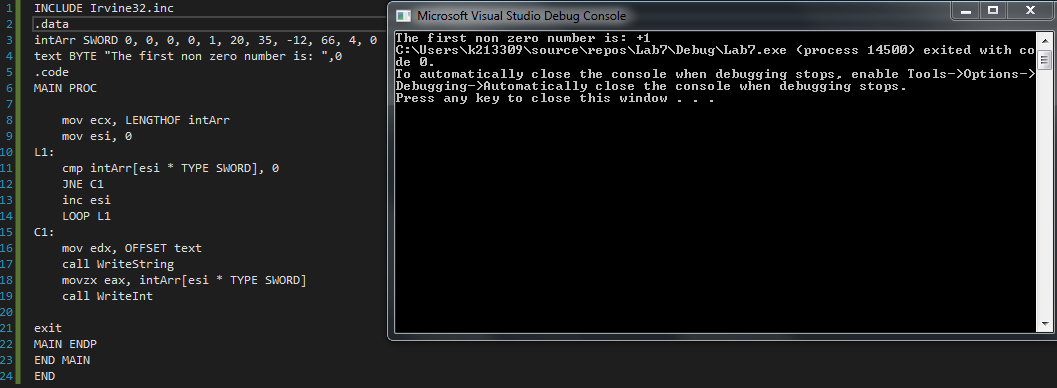 1 INCLUDE Irvine32.inc
2 .data
3 intArr SWORD 0, 0, 0, 0, 1, 20, 35, -12, 66, 4, 0
4 text BYTE "The first non zero number is: ",0
5 .code
6 MAIN PROC
7
8 mov ecx, LENGTHOF intArr
9 mov esi, 0
10 L1:
11 cmp intArr[esi * TYPE SWORD], 0
12 JNE C1
13 inc esi
14 LOOP L1
15 C1:
16 mov edx, OFFSET text
17 call WriteString
18 movzx eax, intArr[esi * TYPE SWORD]
19 call WriteInt
20
21 exit
22 MAIN ENDP
23 END MAIN
24 END
Microsoft Visual Studio Debug Console
The first non zero number is: +1
C:\Users\k213309\source\repos\Lab7\Debug\Lab7.exe (process 14500) exited with co
de 0.
To automatically close the console when debugging stops, enable Tools->Options->
Debugging->Automatically close the console when debugging stops.
Press any key to close this window . . .